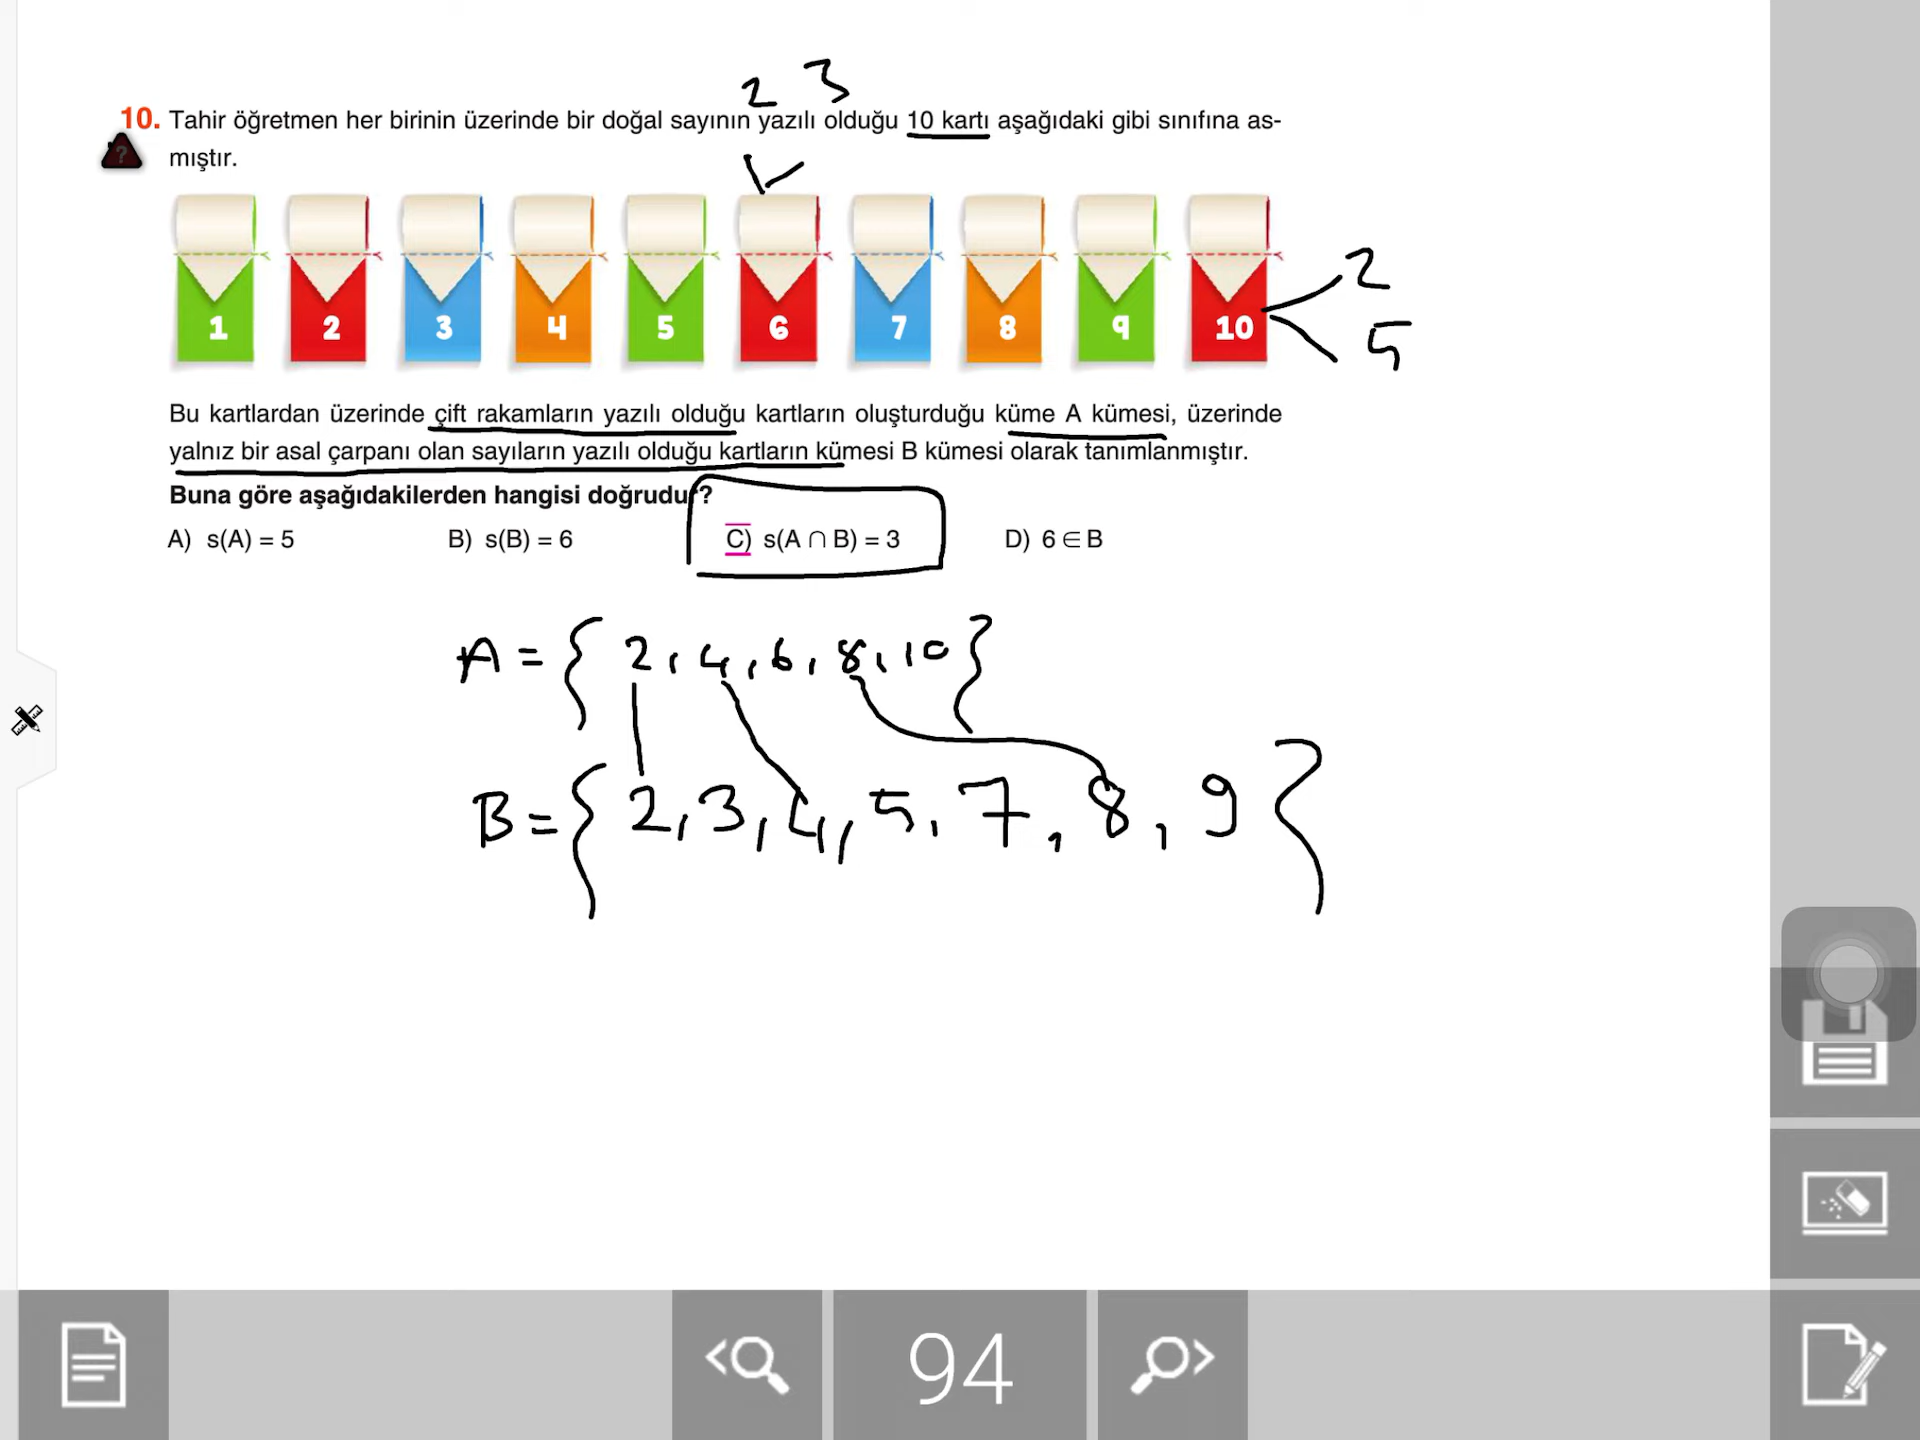 2 3
10. Tahir öğretmen her birinin üzerinde bir doğal sayının yazılı olduğu 10 kartı aşağıdaki gibi sınıfına as-
mıştır.
1 2 3 4 5 6 7 8 9 10
2
5
Bu kartlardan üzerinde çift rakamların yazılı olduğu kartların oluşturduğu küme A kümesi, üzerinde
yalnız bir asal çarpanı olan sayıların yazılı olduğu kartların kümesi B kümesi olarak tanımlanmıştır.
Buna göre aşağıdakilerden hangisi doğrudur?
A) s(A) = 5 B) s(B) = 6 C) s(A ∩ B) = 3 D) 6 ∈ B
A = { 2, 4, 6, 8, 10 }
B = { 2, 3, 4, 5, 7, 8, 9 }
94